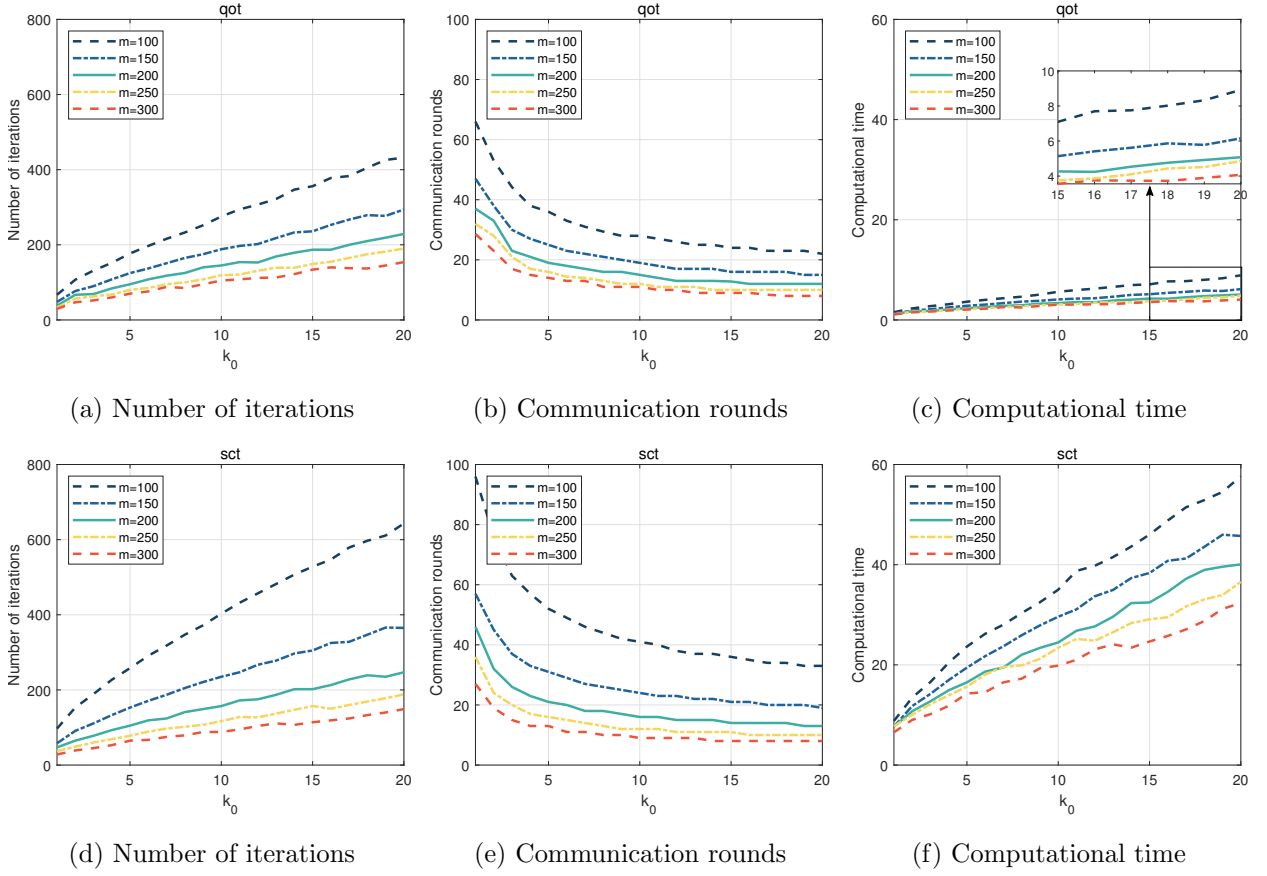 qot
800
600
400
200
0
5
10
15
20
Number of iterations
k0
m=100
m=150
m=200
m=250
m=300
(a) Number of iterations
qot
100
80
60
40
20
0
5
10
15
20
Communication rounds
k0
m=100
m=150
m=200
m=250
m=300
(b) Communication rounds
qot
60
40
20
0
5
10
15
20
Computational time
k0
m=100
m=150
m=200
m=250
m=300
10
8
6
4
15
16
17
18
19
20
(c) Computational time
sct
800
600
400
200
0
5
10
15
20
Number of iterations
k0
m=100
m=150
m=200
m=250
m=300
(d) Number of iterations
sct
100
80
60
40
20
0
5
10
15
20
Communication rounds
k0
m=100
m=150
m=200
m=250
m=300
(e) Communication rounds
sct
60
40
20
0
5
10
15
20
Computational time
k0
m=100
m=150
m=200
m=250
m=300
(f) Computational time